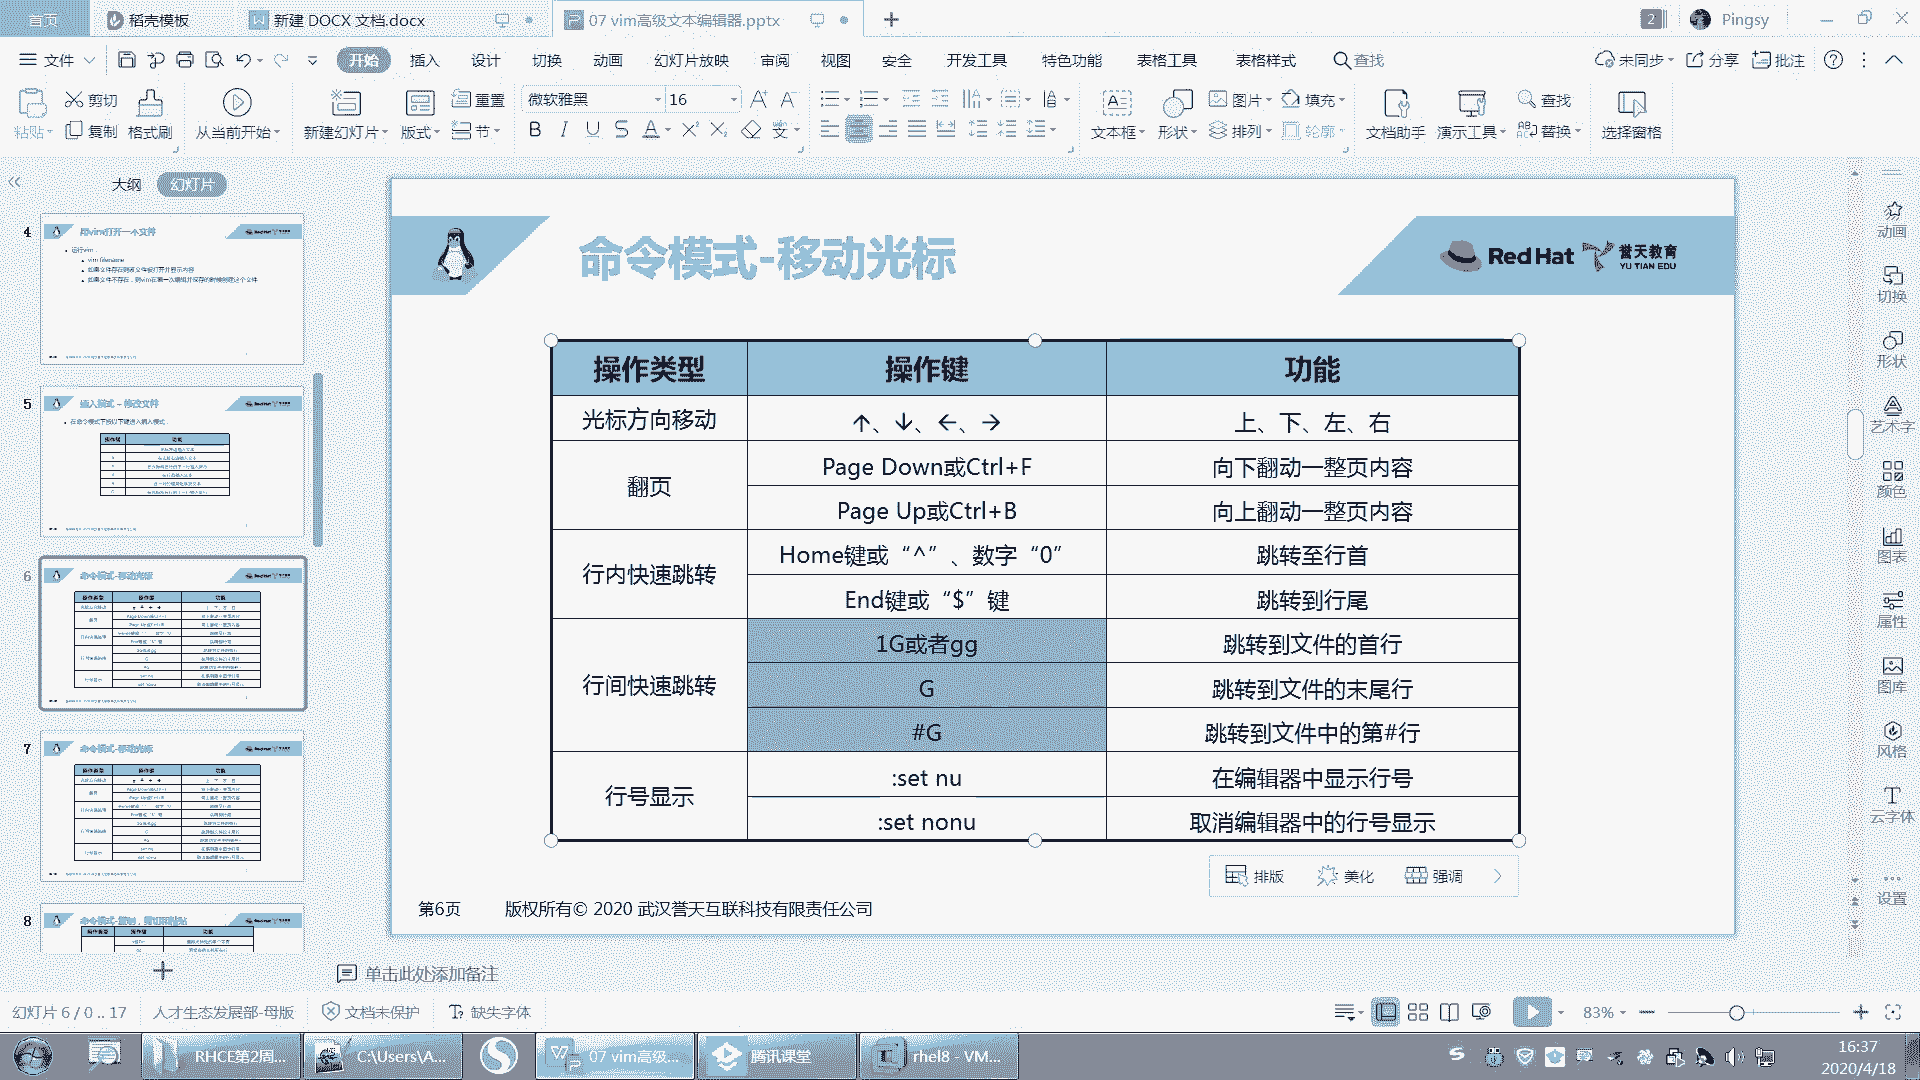 首页
稻壳模板
新建 DOCX 文档.docx
07 vim高级文本编辑器.pptx
2
Pingsy
文件
开始
插入
设计
切换
动画
幻灯片放映
审阅
视图
安全
开发工具
特色功能
表格工具
表格样式
查找
未同步
分享
批注
粘贴
剪切
复制
格式刷
从当前开始
新建幻灯片
版式
重置
节
微软雅黑
16
文本框
形状
图片
排列
填充
轮廓
文档助手
演示工具
查找
替换
选择窗格
大纲
幻灯片
4
用vim打开一个文件
运行vim：
vim filename
5
插入模式 - 修改文件
在命令模式下按以下键进入插入模式：
6
命令模式-移动光标
7
命令模式-移动光标
8
命令模式-移动光标
Red Hat
誉天教育
YU TIAN EDU
操作类型 操作键 功能
光标方向移动 ↑、↓、←、→ 上、下、左、右
翻页 Page Down或Ctrl+F 向下翻动一整页内容
Page Up或Ctrl+B 向上翻动一整页内容
行内快速跳转 Home键或“^”、数字“0” 跳转至行首
End键或“$”键 跳转到行尾
行间快速跳转 1G或者gg 跳转到文件的首行
G 跳转到文件的末尾行
#G 跳转到文件中的第#行
行号显示 :set nu 在编辑器中显示行号
:set nonu 取消编辑器中的行号显示
排版
美化
强调
第6页
版权所有© 2020 武汉誉天互联科技有限责任公司
动画
切换
形状
艺术字
颜色
图表
属性
图库
风格
云字体
设置
单击此处添加备注
幻灯片 6 / 0 .. 17
人才生态发展部-母版
文档未保护
缺失字体
83%
RHCE第2周...
C:\Users\A...
07 vim高级...
腾讯课堂
rhel8 - VM...
16:37
2020/4/18